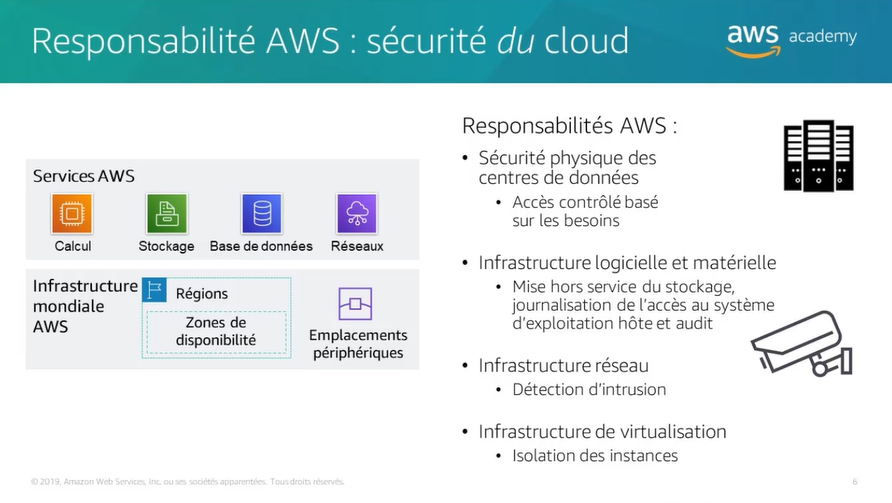 Responsabilité AWS : sécurité du cloud
aws academy
Services AWS
Calcul
Stockage
Base de données
Réseaux
Infrastructure
mondiale
AWS
Régions
Zones de
disponibilité
Emplacements
périphériques
Responsabilités AWS :
• Sécurité physique des
centres de données
• Accès contrôlé basé
sur les besoins
• Infrastructure logicielle et matérielle
• Mise hors service du stockage,
journalisation de l'accès au système
d'exploitation hôte et audit
• Infrastructure réseau
• Détection d'intrusion
• Infrastructure de virtualisation
• Isolation des instances
© 2019, Amazon Web Services, Inc. ou ses sociétés apparentées. Tous droits réservés.
6